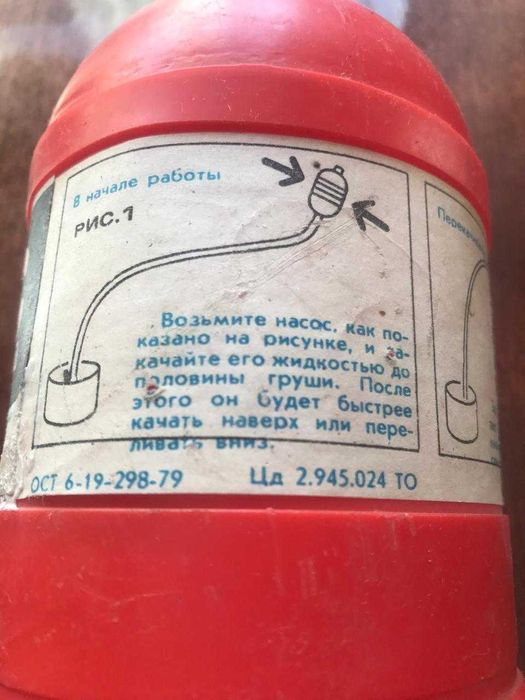 В начале работы
РИС.1
Возьмите насос, как по-
казано на рисунке, и за-
качайте его жидкостью до
половины груши. После
этого он будет быстрее
качать наверх или пере-
ливать вниз.
ОСТ 6-19-298-79 Цд 2.945.024 ТО